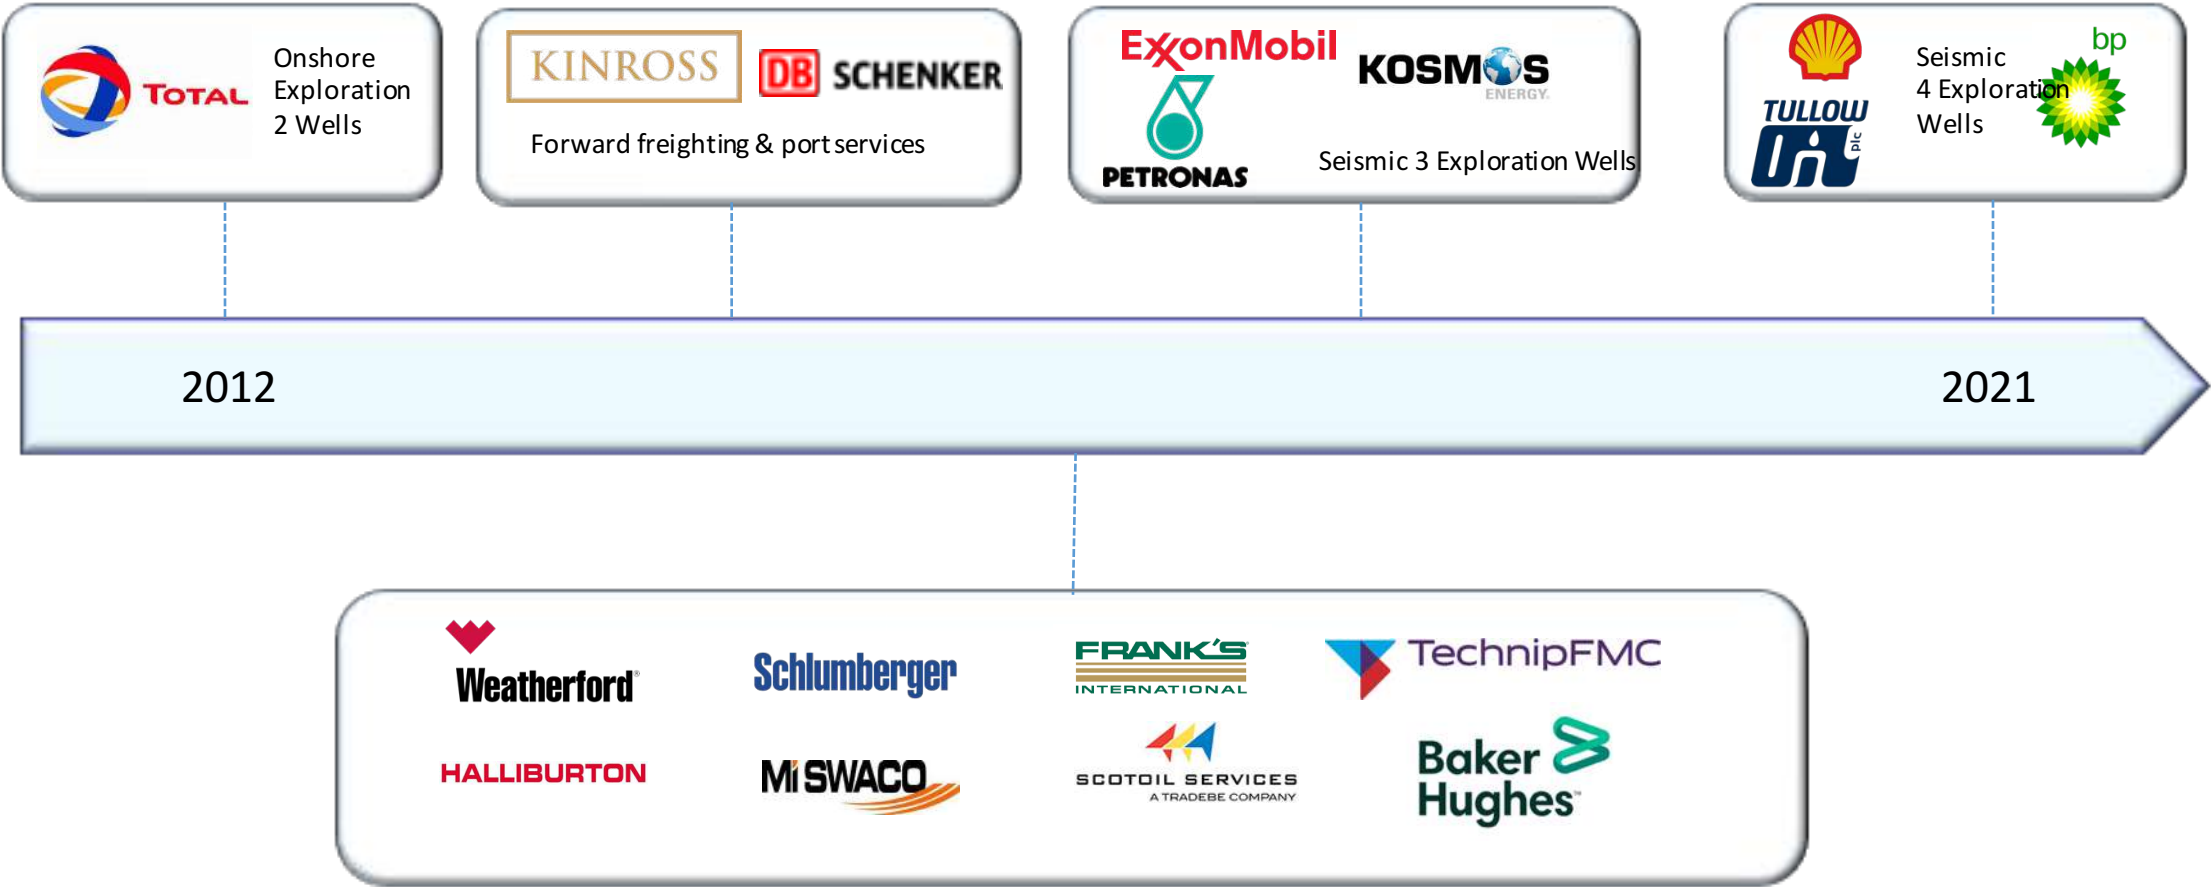 TOTAL
Onshore
Exploration
2 Wells
KINROSS
DB SCHENKER
Forward freighting & port services
ExxonMobil
PETRONAS
KOSMOS
ENERGY.
Seismic 3 Exploration Wells
TULLOW
Oil plc
Seismic
4 Exploration
Wells
bp
2012
2021
Weatherford®
Schlumberger
FRANK'S
INTERNATIONAL
TechnipFMC
HALLIBURTON
Mi SWACO
SCOTOIL SERVICES
A TRADEBE COMPANY
Baker
Hughes